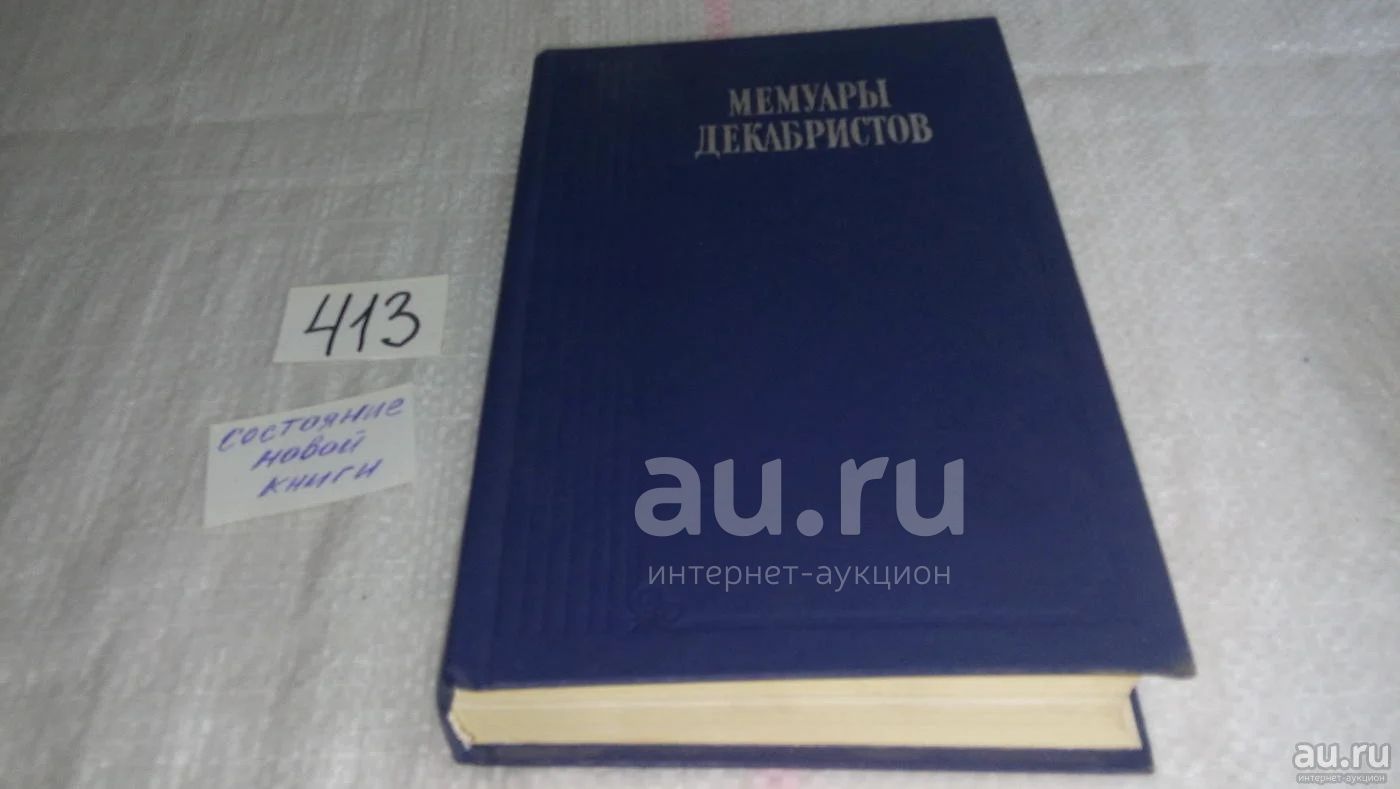 МЕМУАРЫ
ДЕКАБРИСТОВ
413
состояние
новой
книги
au.ru
интернет-аукцион
au.ru
интернет-аукцион